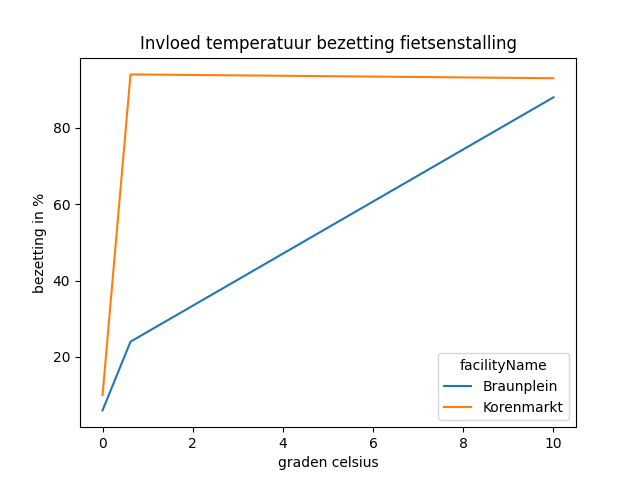 Invloed temperatuur bezetting fietsenstalling
bezetting in %
80
60
40
20
0 2 4 6 8 10
graden celsius
facilityName
Braunplein
Korenmarkt